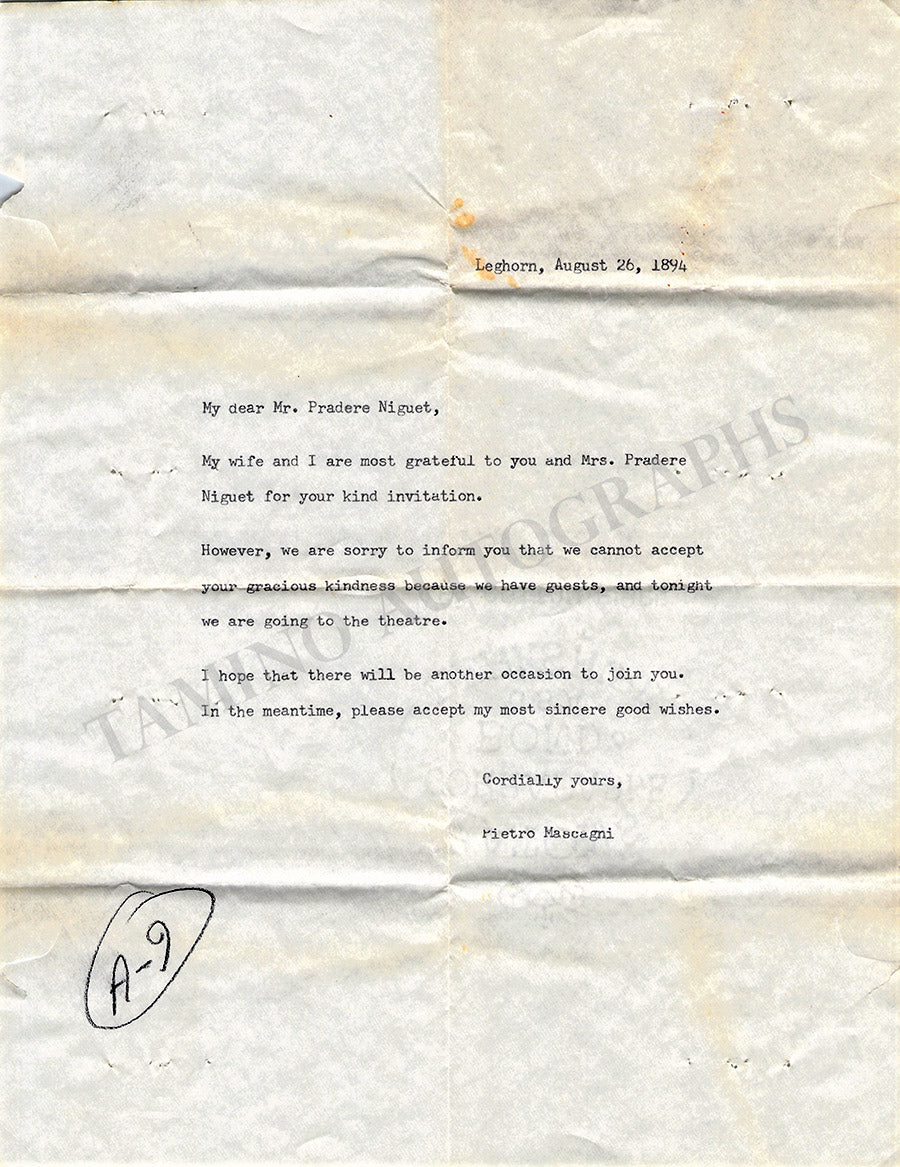 Leghorn, August 26, 1894
My dear Mr. Pradere Niguet,
My wife and I are most grateful to you and Mrs. Pradere
Niguet for your kind invitation.
However, we are sorry to inform you that we cannot accept
your gracious kindness because we have guests, and tonight
we are going to the theatre.
I hope that there will be another occasion to join you.
In the meantime, please accept my most sincere good wishes.
Cordially yours,
Pietro Mascagni
A-9
TAMINO AUTOGRAPHS
BOND